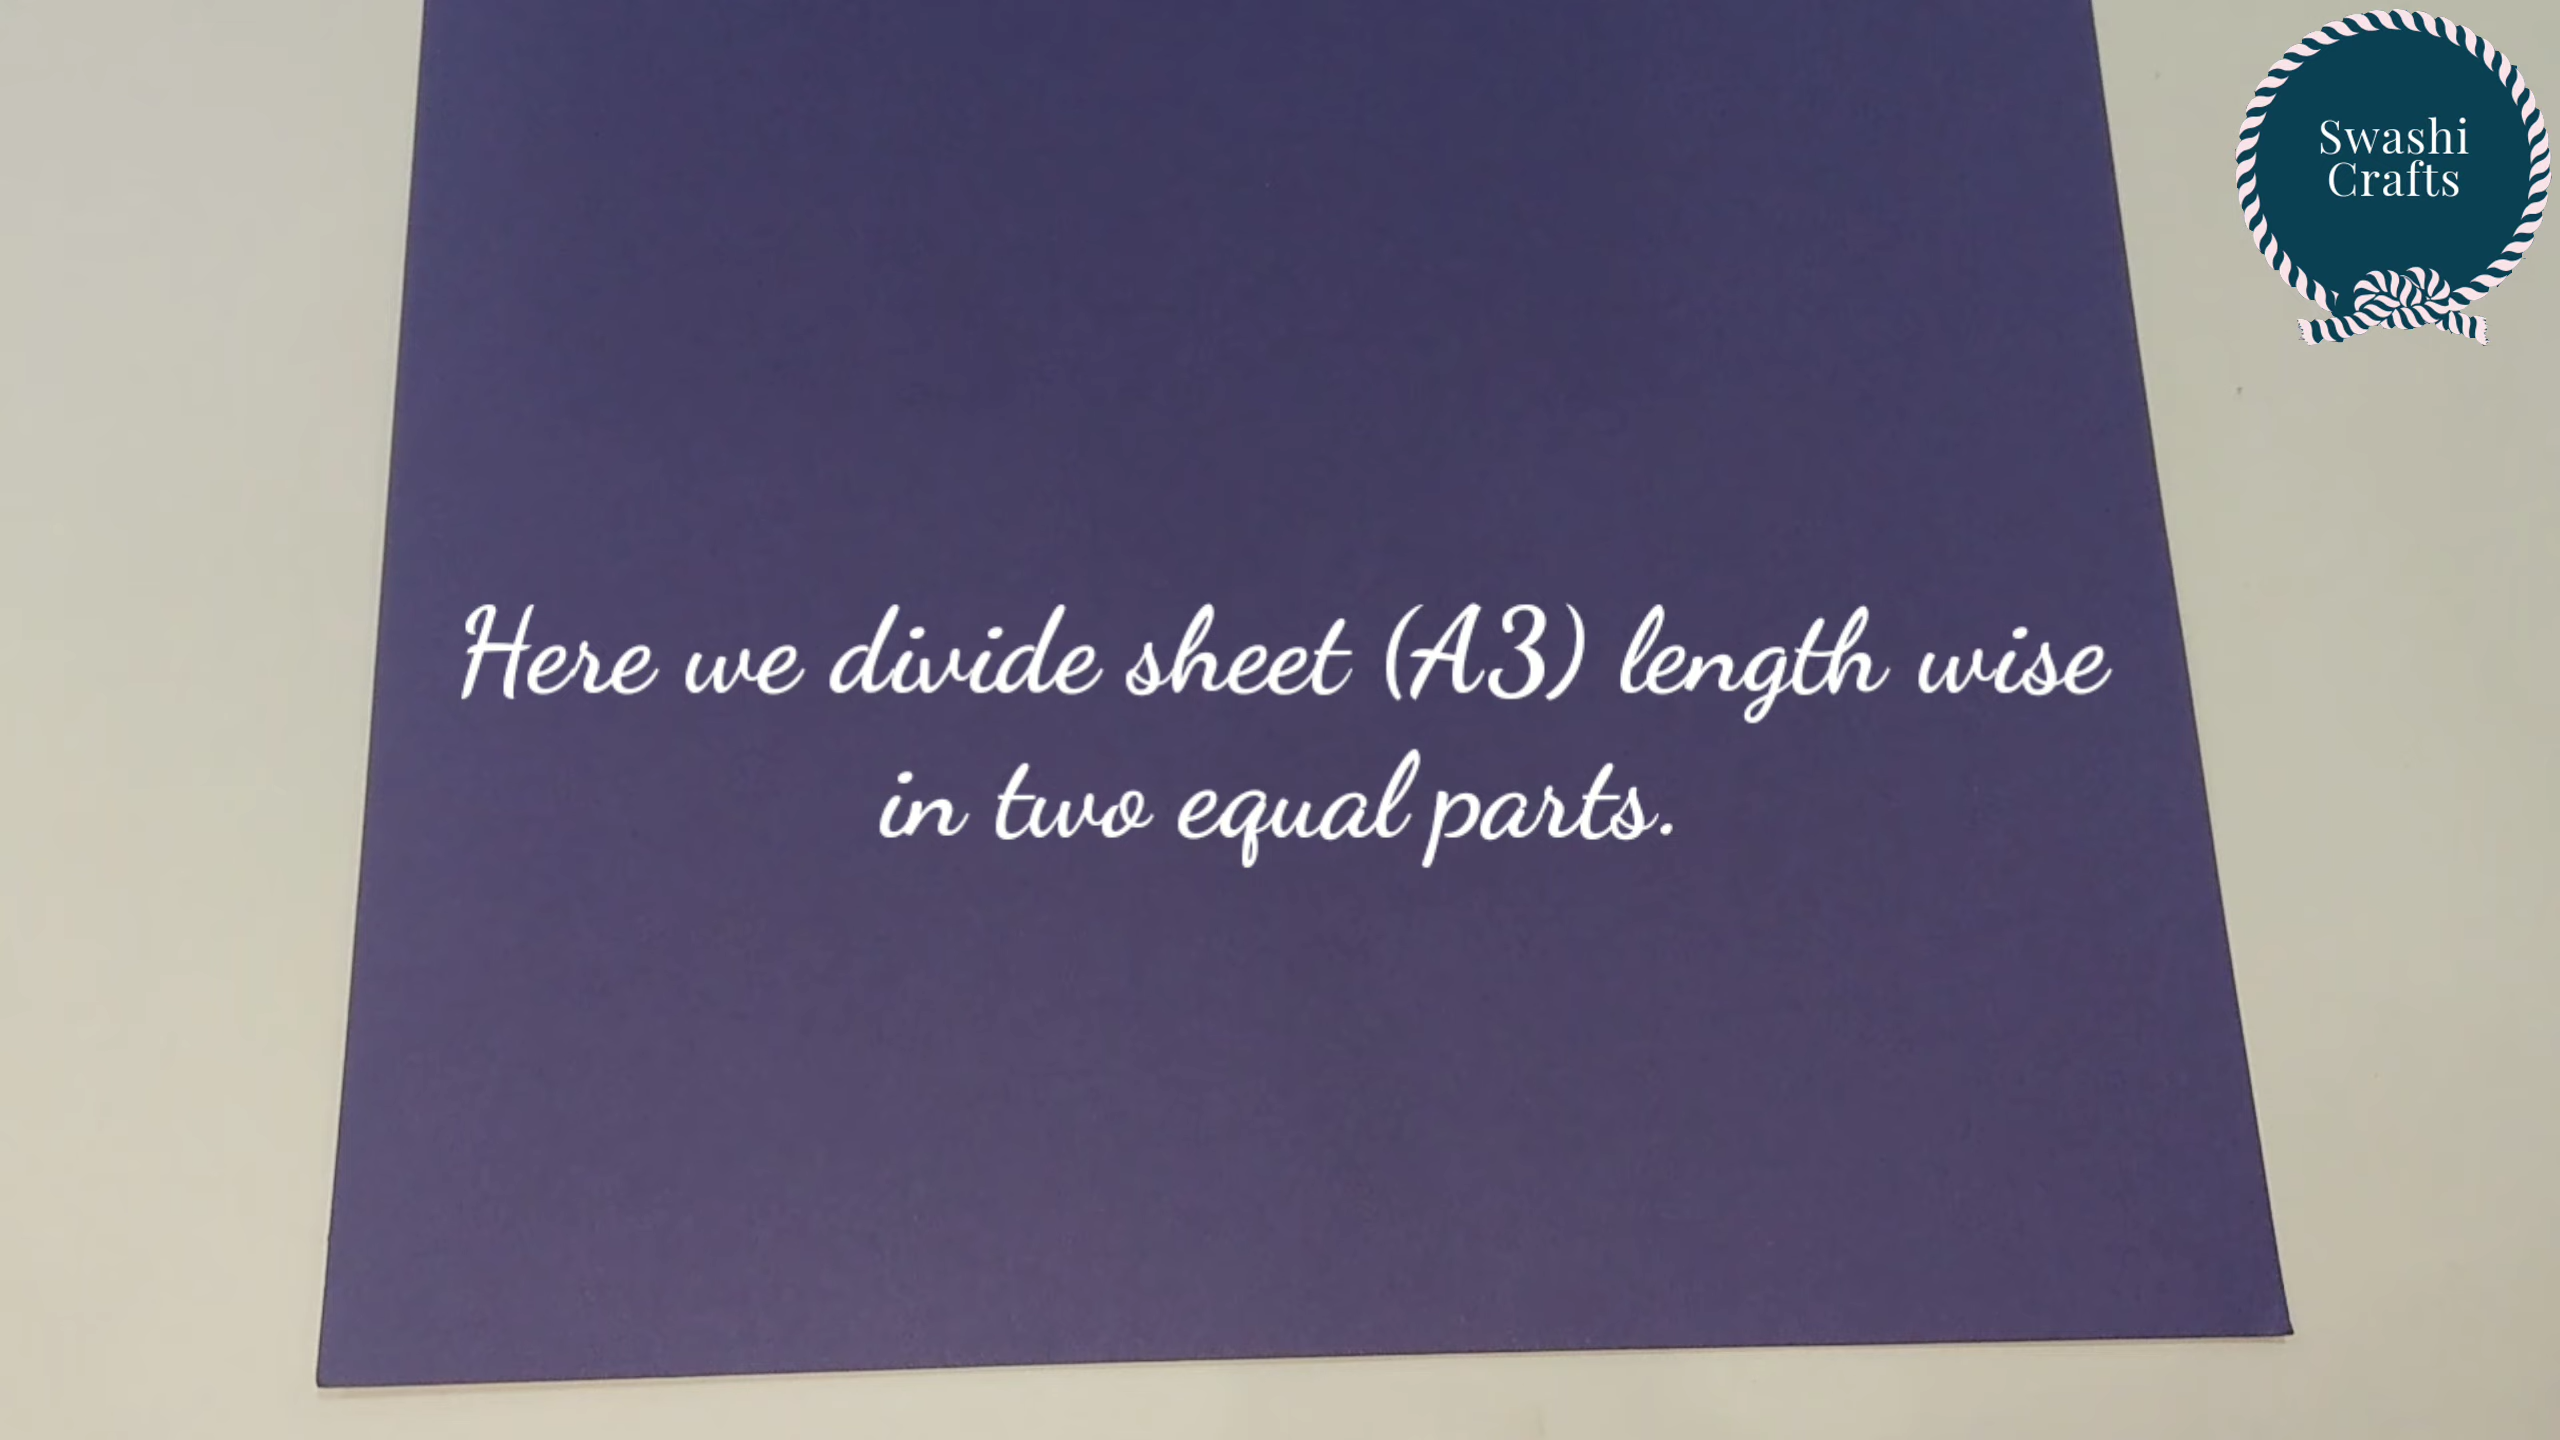 Swashi
Crafts
Here we divide sheet (A3) length wise
in two equal parts.